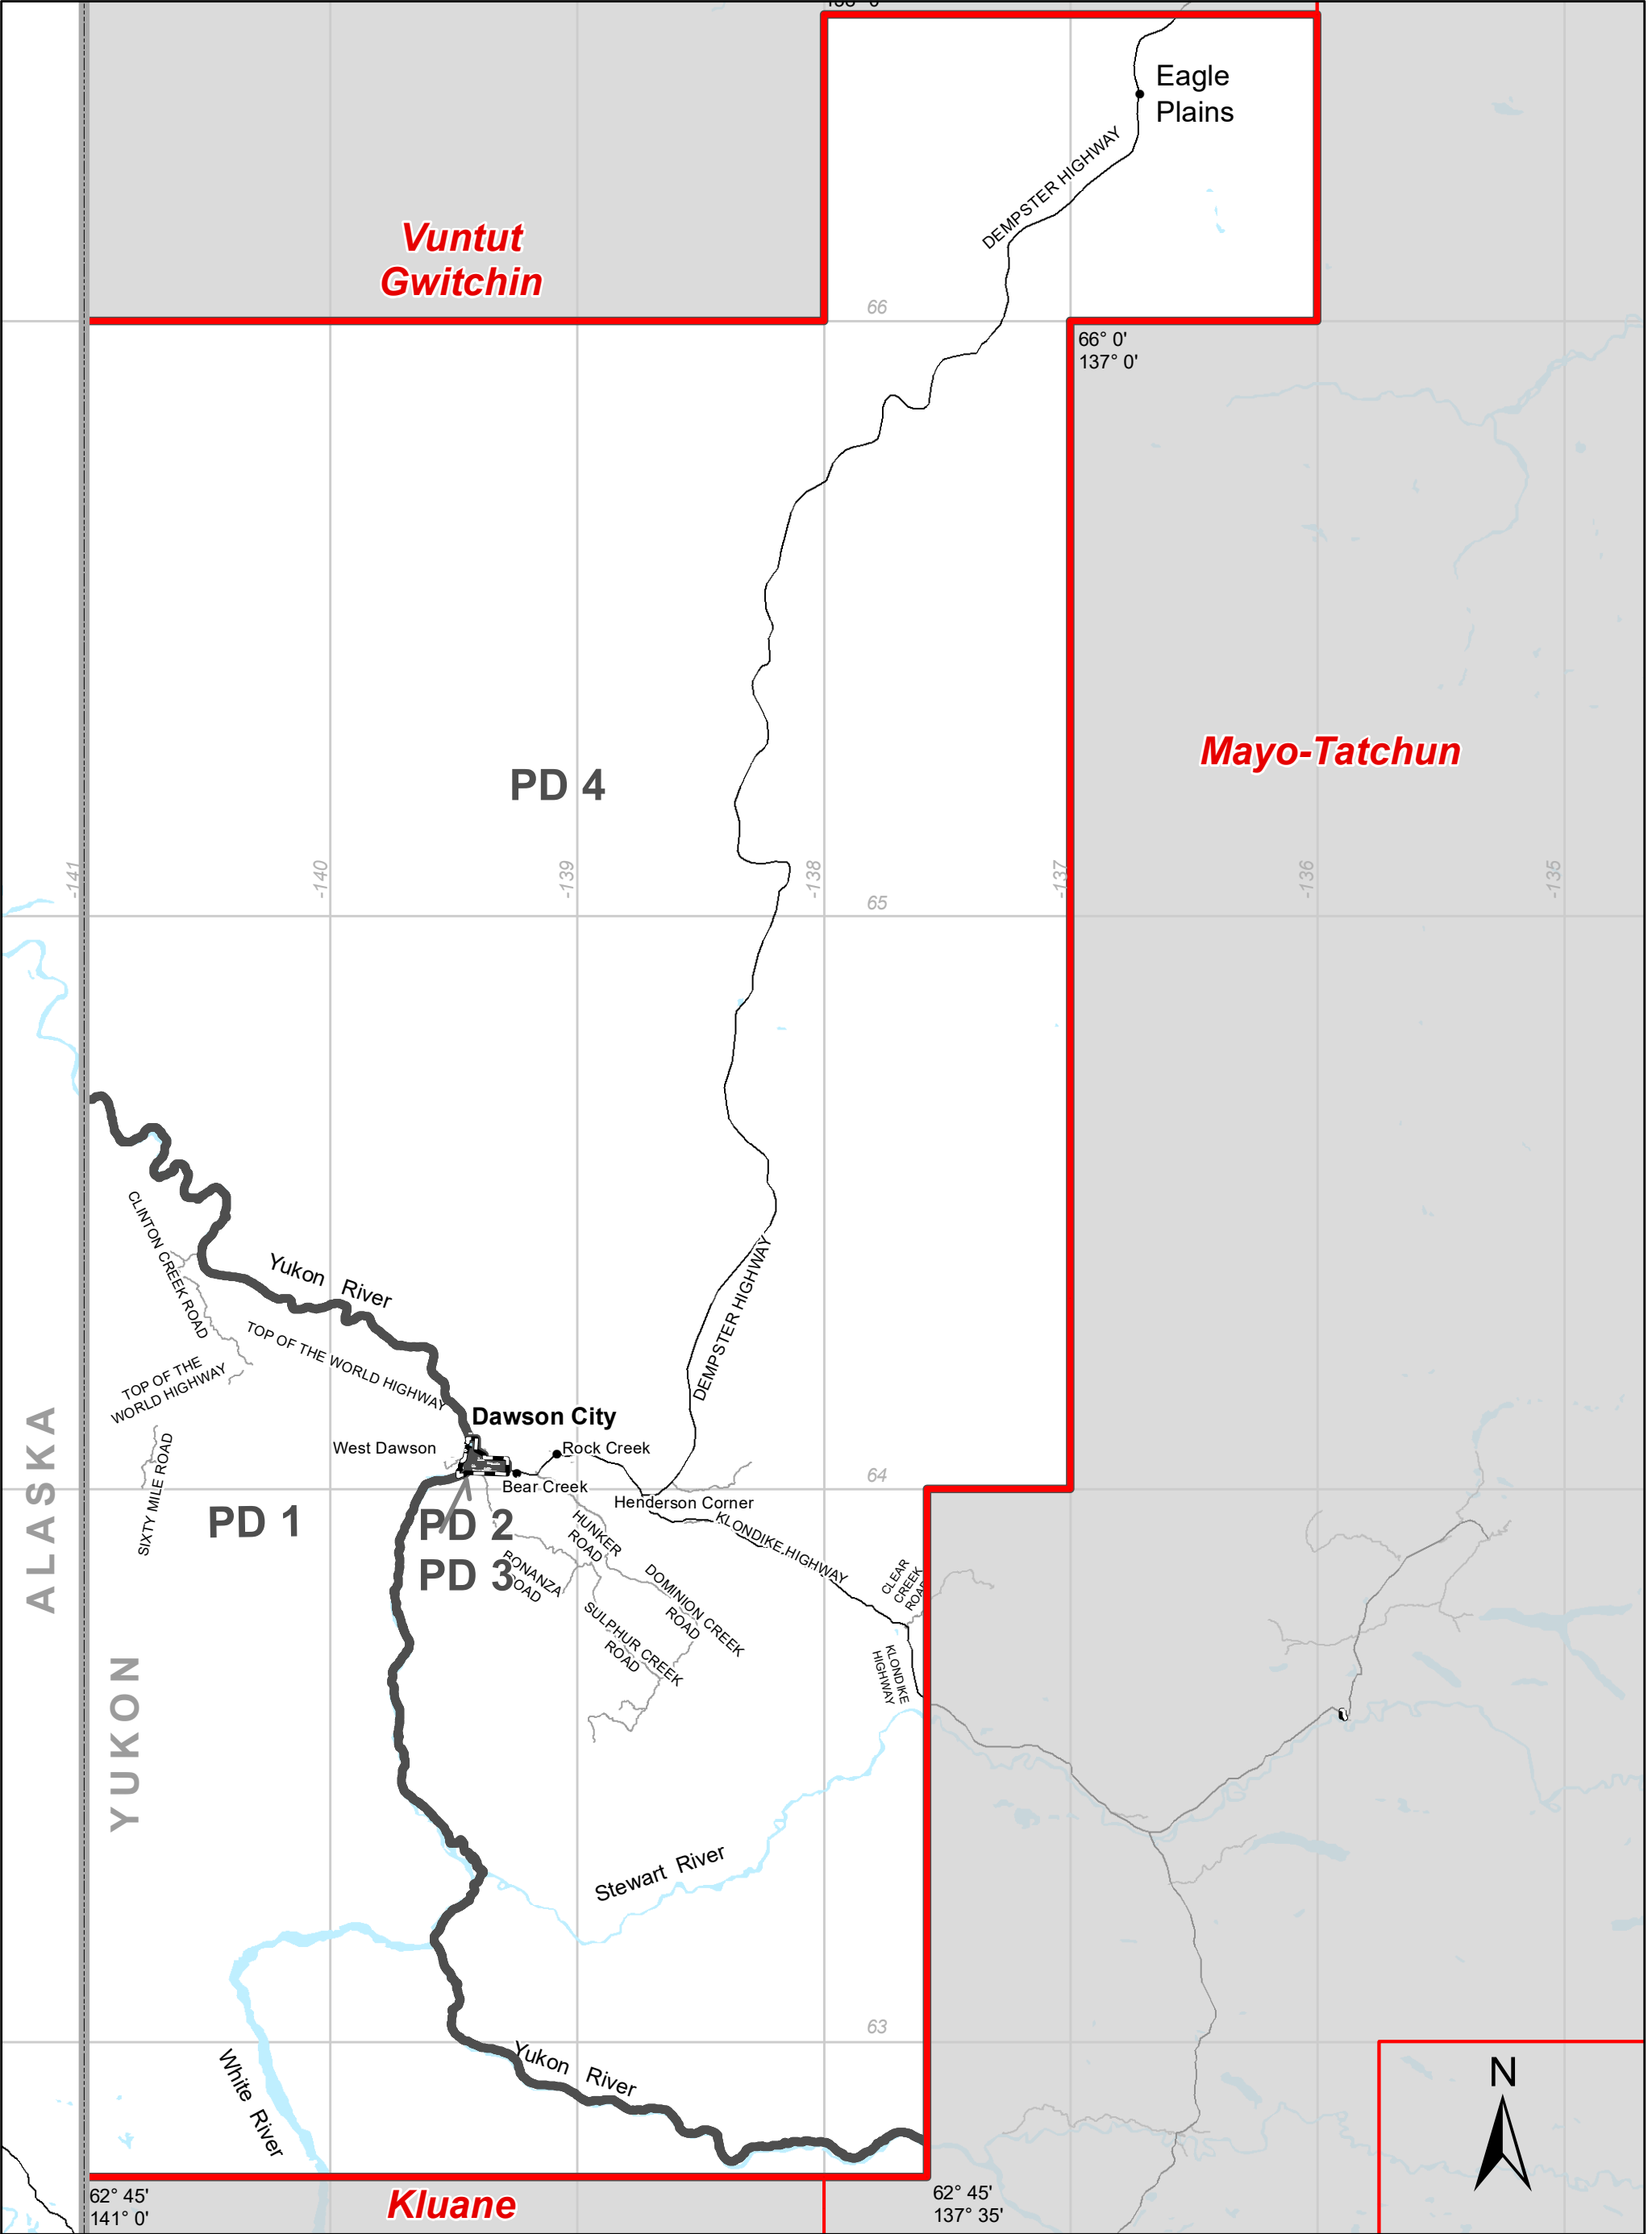 Eagle
Plains
DEMPSTER HIGHWAY
Vuntut
Gwitchin
66
66° 0'
137° 0'
Mayo-Tatchun
PD 4
-141
-140
-139
-138
-137
-136
-135
65
CLINTON CREEK ROAD
Yukon River
TOP OF THE WORLD HIGHWAY
TOP OF THE
WORLD HIGHWAY
DEMPSTER HIGHWAY
Dawson City
West Dawson
Rock Creek
Bear Creek
64
Henderson Corner
SIXTY MILE ROAD
PD 1
PD 2
PD 3
HUNKER
ROAD
KLONDIKE HIGHWAY
BONANZA
ROAD
DOMINION CREEK
ROAD
CLEAR
CREEK
ROAD
SULPHUR CREEK
ROAD
KLONDIKE
HIGHWAY
ALASKA
YUKON
Stewart River
63
White River
Yukon River
N
62° 45'
141° 0'
Kluane
62° 45'
137° 35'